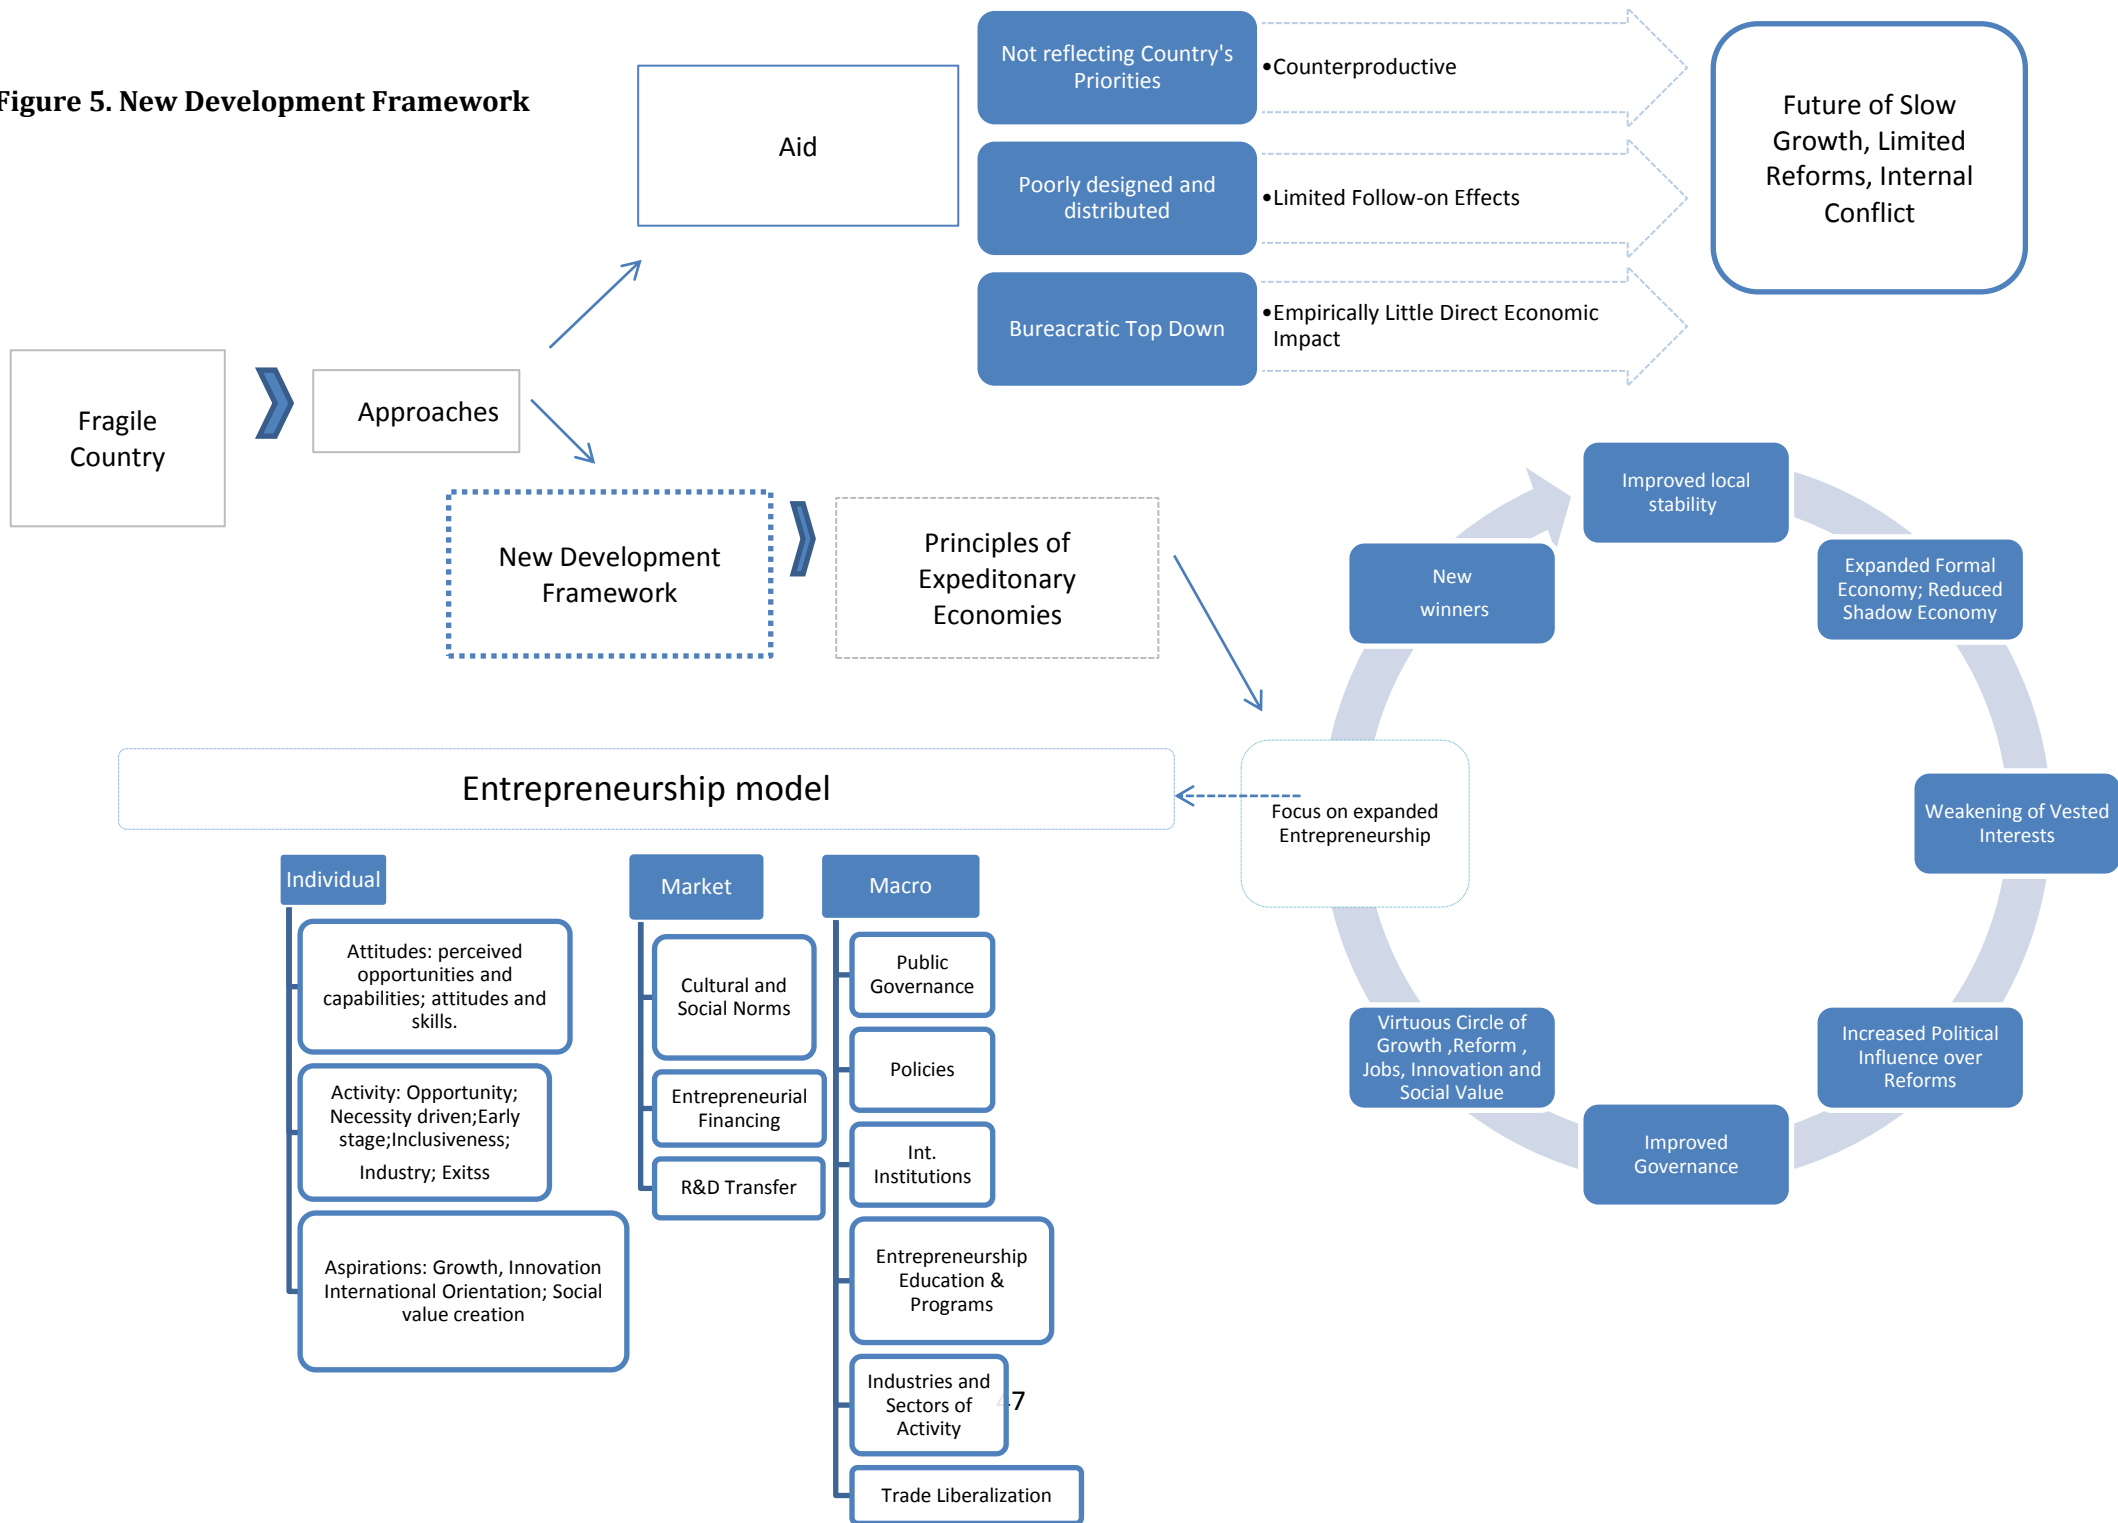 Figure 5. New Development Framework
Aid
Not reflecting Country's
Priorities
•Counterproductive
Poorly designed and
distributed
•Limited Follow-on Effects
Bureacratic Top Down
•Empirically Little Direct Economic
Impact
Future of Slow
Growth, Limited
Reforms, Internal
Conflict
Fragile
Country
Approaches
New Development
Framework
Principles of
Expeditonary
Economies
Improved local
stability
Expanded Formal
Economy; Reduced
Shadow Economy
Weakening of Vested
Interests
Increased Political
Influence over
Reforms
Improved
Governance
Virtuous Circle of
Growth ,Reform ,
Jobs, Innovation and
Social Value
Focus on expanded
Entrepreneurship
New
winners
Entrepreneurship model
Individual
Attitudes: perceived
opportunities and
capabilities; attitudes and
skills.
Activity: Opportunity;
Necessity driven;Early
stage;Inclusiveness;
Industry; Exitss
Aspirations: Growth, Innovation
International Orientation; Social
value creation
Market
Cultural and
Social Norms
Entrepreneurial
Financing
R&D Transfer
Macro
Public
Governance
Policies
Int.
Institutions
Entrepreneurship
Education &
Programs
Industries and
Sectors of
Activity
Trade Liberalization
47